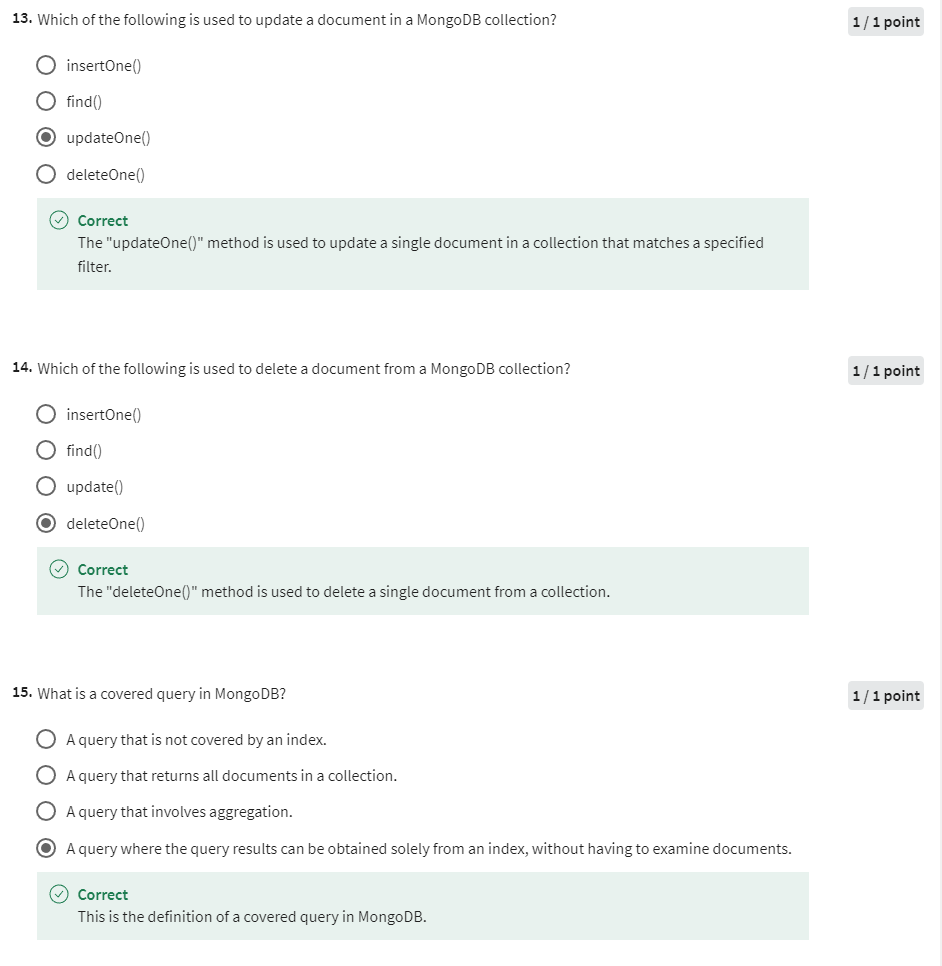 13. Which of the following is used to update a document in a MongoDB collection?
1 / 1 point
insertOne()
find()
updateOne()
deleteOne()
Correct
The "updateOne()" method is used to update a single document in a collection that matches a specified
filter.
14. Which of the following is used to delete a document from a MongoDB collection?
1 / 1 point
insertOne()
find()
update()
deleteOne()
Correct
The "deleteOne()" method is used to delete a single document from a collection.
15. What is a covered query in MongoDB?
1 / 1 point
A query that is not covered by an index.
A query that returns all documents in a collection.
A query that involves aggregation.
A query where the query results can be obtained solely from an index, without having to examine documents.
Correct
This is the definition of a covered query in MongoDB.